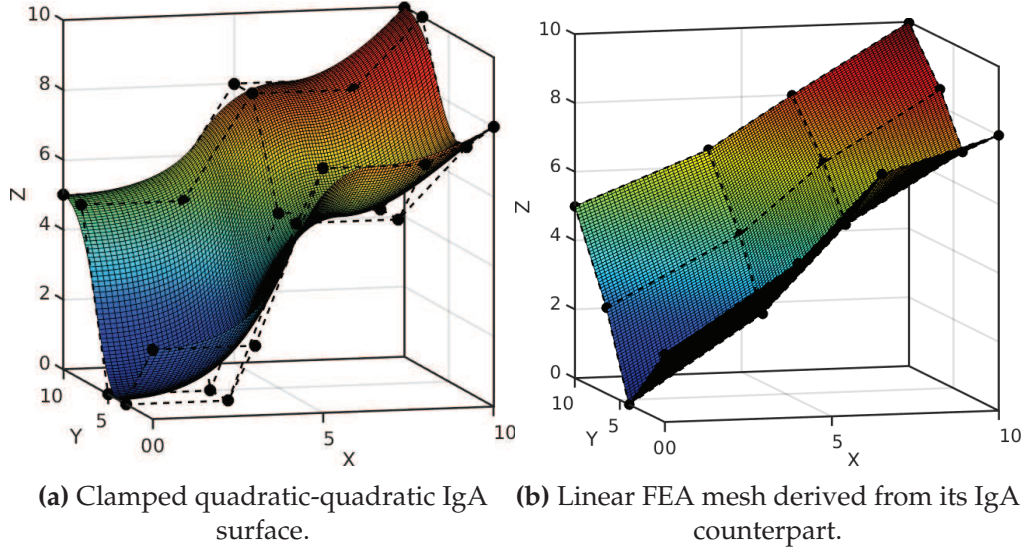 10
8
6
4
2
0
Z
10
5
Y
00
5
X
10
10
8
6
4
2
0
Z
10
5
Y
00
5
X
10
(a) Clamped quadratic-quadratic IgA
surface.
(b) Linear FEA mesh derived from its IgA
counterpart.